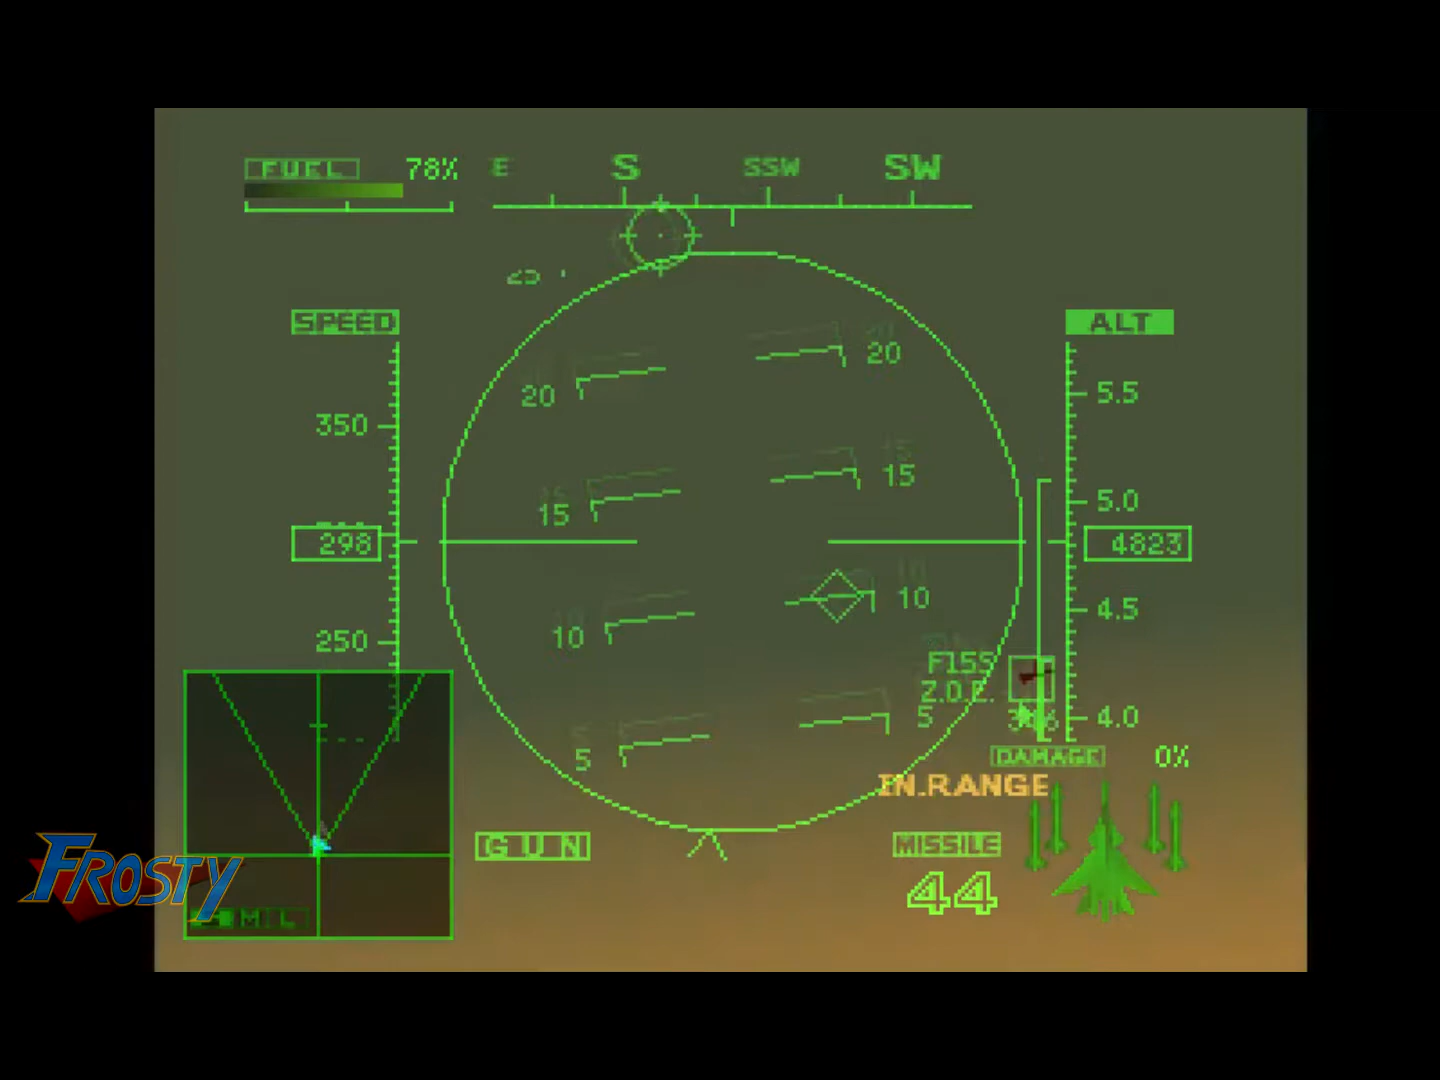 FUEL 78% E S SSW SW
SPEED ALT
20 20
350 5.5
15 15
5.0
298 4823
10 10
4.5
250
F15S
Z.O.E.
5 5
4.0
DAMAGE 0%
IN.RANGE
GUN MISSILE
44
FROSTY